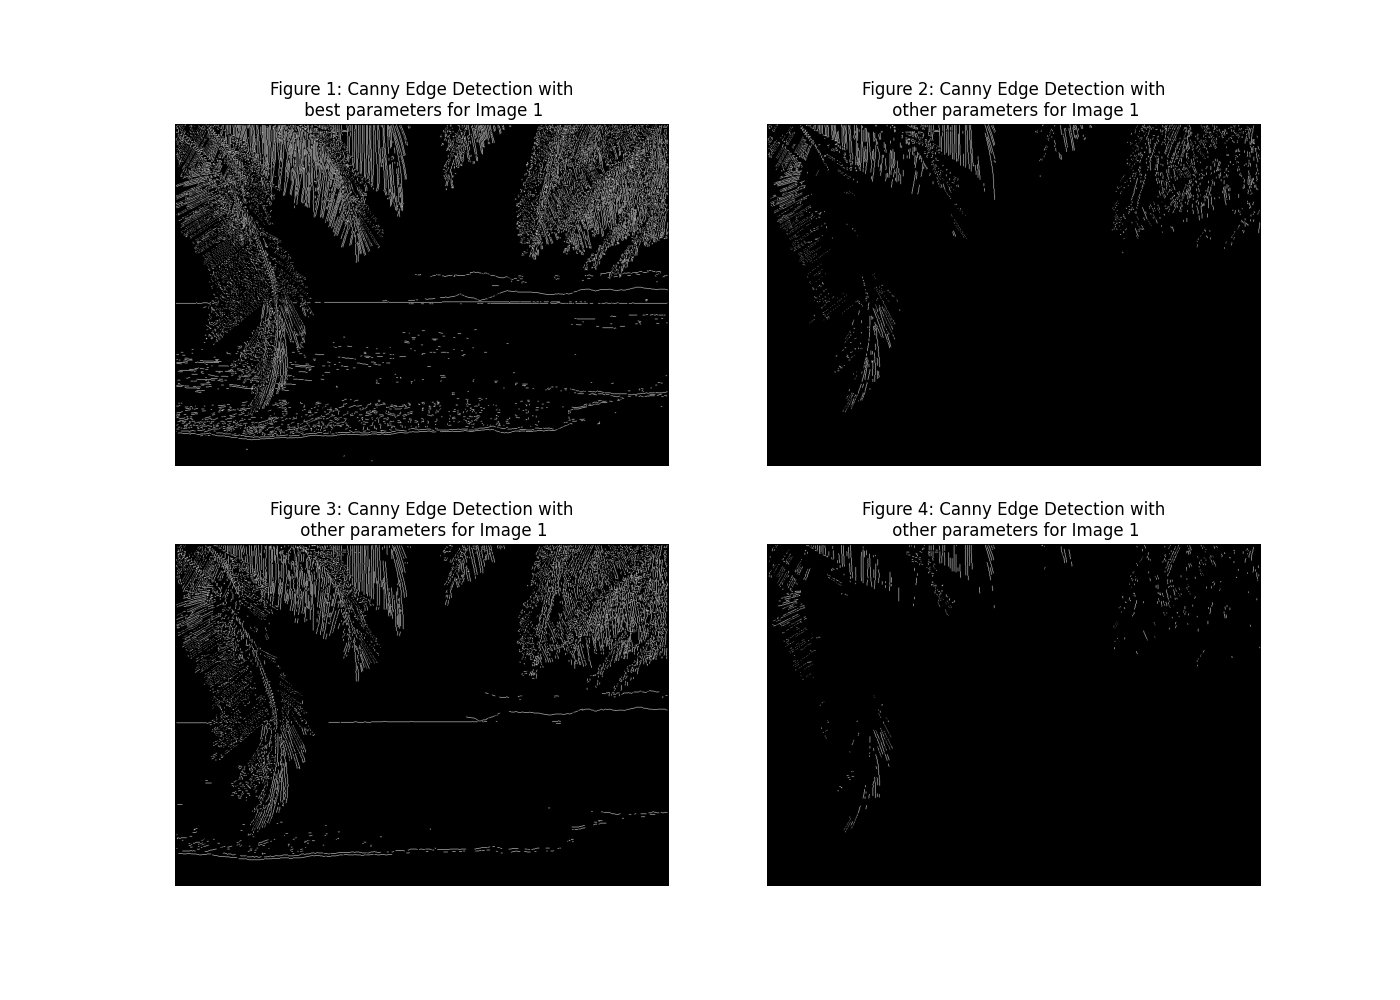 Figure 1: Canny Edge Detection with
best parameters for Image 1
Figure 2: Canny Edge Detection with
other parameters for Image 1
Figure 3: Canny Edge Detection with
other parameters for Image 1
Figure 4: Canny Edge Detection with
other parameters for Image 1